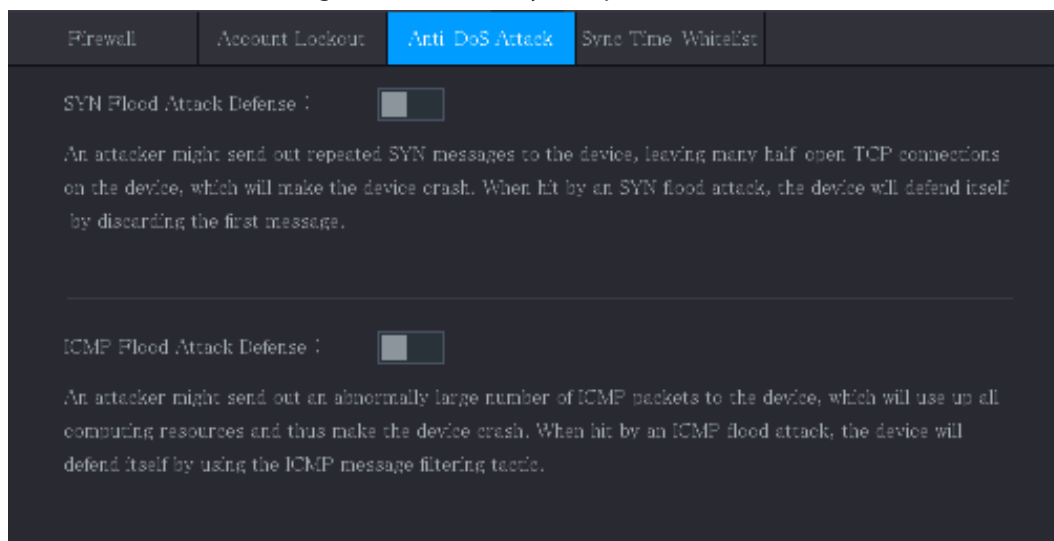 Firewall Account Lockout Anti-DoS Attack Sync Time-Whitelist
SYN Flood Attack Defense :
An attacker might send out repeated SYN messages to the device, leaving many half-open TCP connections
on the device, which will make the device crash. When hit by an SYN flood attack, the device will defend itself
by discarding the first message.
ICMP Flood Attack Defense :
An attacker might send out an abnormally large number of ICMP packets to the device, which will use up all
computing resources and thus make the device crash. When hit by an ICMP flood attack, the device will
defend itself by using the ICMP message filtering tactic.